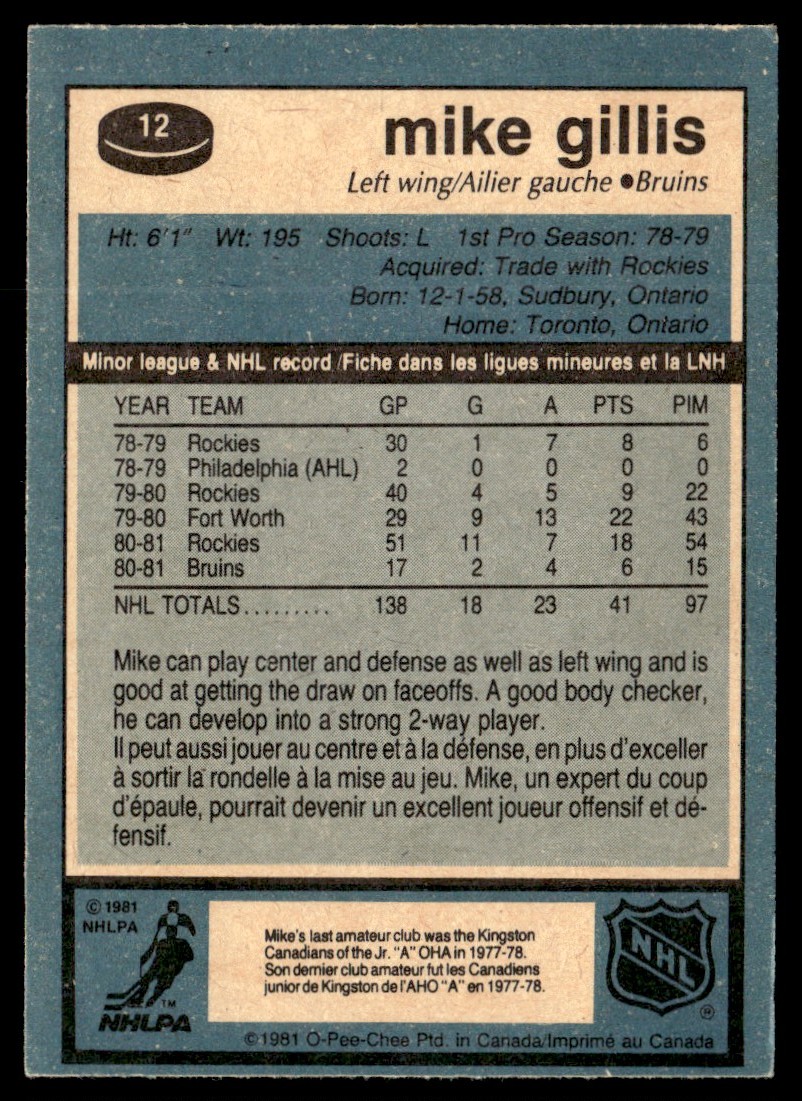 12
mike gillis
Left wing/Ailier gauche ●Bruins
Ht: 6'1" Wt: 195 Shoots: L 1st Pro Season: 78-79
Acquired: Trade with Rockies
Born: 12-1-58, Sudbury, Ontario
Home: Toronto, Ontario
Minor league & NHL record /Fiche dans les ligues mineures et la LNH
YEAR TEAM GP G A PTS PIM
78-79 Rockies 30 1 7 8 6
78-79 Philadelphia (AHL) 2 0 0 0 0
79-80 Rockies 40 4 5 9 22
79-80 Fort Worth 29 9 13 22 43
80-81 Rockies 51 11 7 18 54
80-81 Bruins 17 2 4 6 15
NHL TOTALS......... 138 18 23 41 97
Mike can play center and defense as well as left wing and is
good at getting the draw on faceoffs. A good body checker,
he can develop into a strong 2-way player.
Il peut aussi jouer au centre et à la défense, en plus d'exceller
à sortir la rondelle à la mise au jeu. Mike, un expert du coup
d'épaule, pourrait devenir un excellent joueur offensif et dé-
fensif.
©1981
NHLPA
TM
NHLPA
Mike's last amateur club was the Kingston
Canadians of the Jr. "A" OHA in 1977-78.
Son dernier club amateur fut les Canadiens
junior de Kingston de l'AHO "A" en 1977-78.
NHL
®
©1981 O-Pee-Chee Ptd. in Canada/Imprimé au Canada